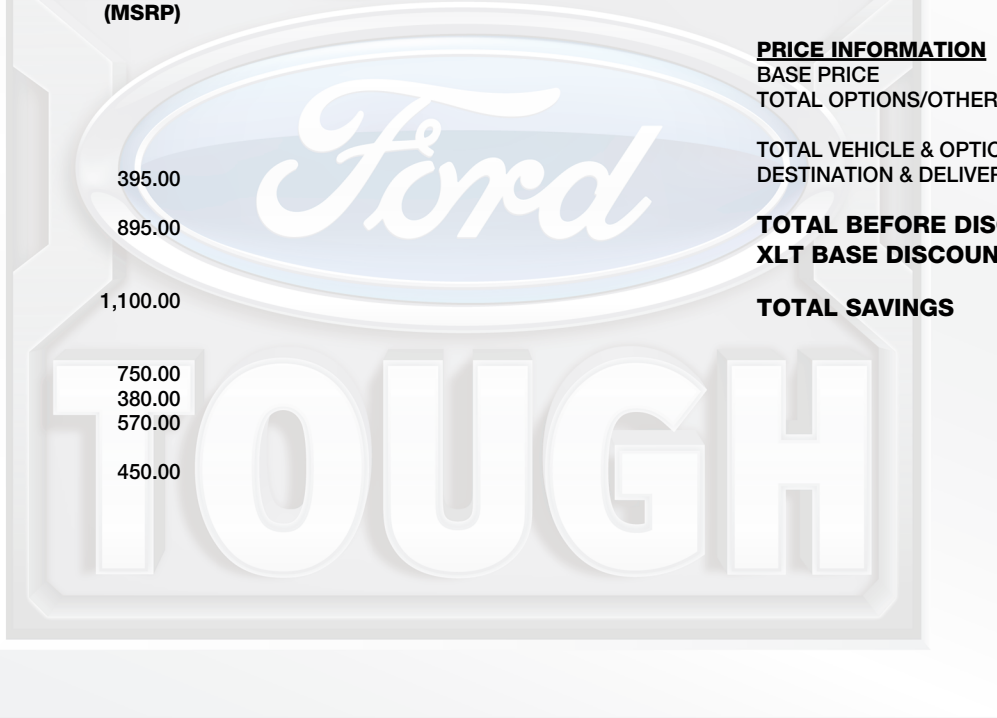 (MSRP)
395.00
895.00
1,100.00
750.00
380.00
570.00
450.00
PRICE INFORMATION
BASE PRICE
TOTAL OPTIONS/OTHER
TOTAL VEHICLE & OPTIO
DESTINATION & DELIVER
TOTAL BEFORE DIS
XLT BASE DISCOUN
TOTAL SAVINGS
Ford
TOUGH